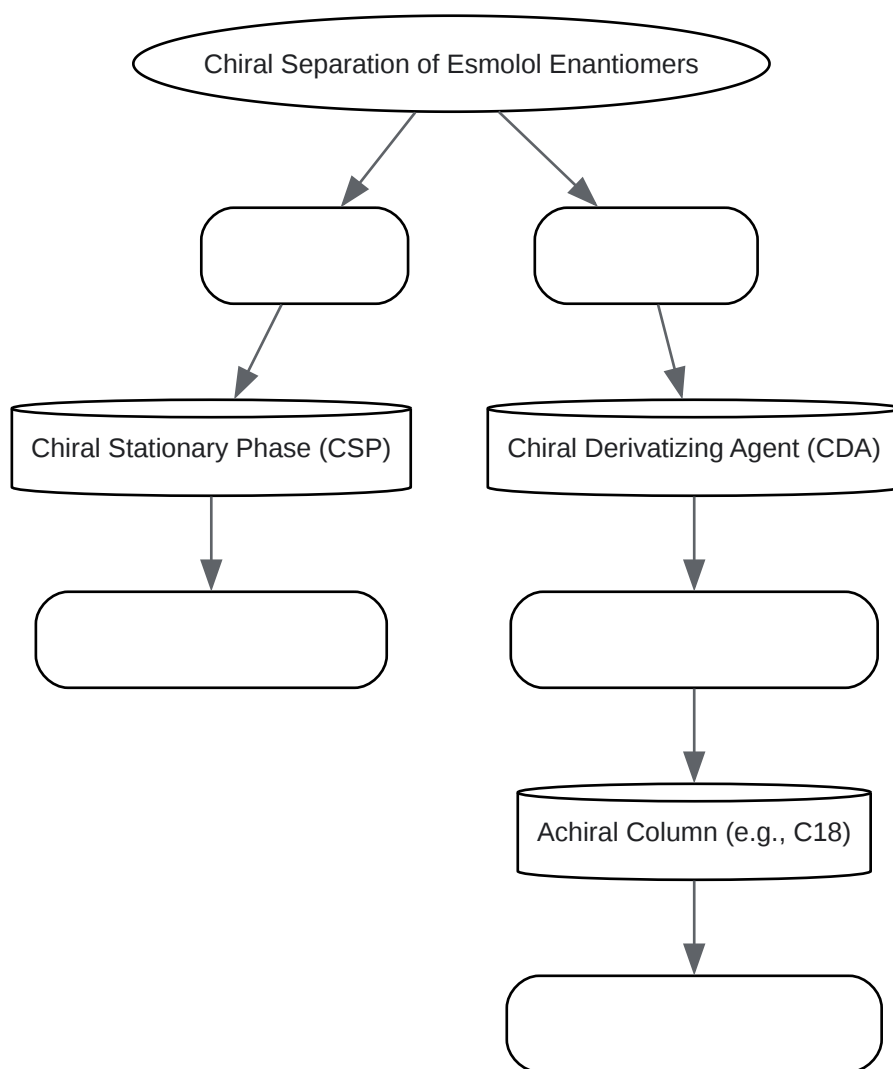 Chiral Separation of Esmolol Enantiomers
Chiral Stationary Phase (CSP)
Chiral Derivatizing Agent (CDA)
Achiral Column (e.g., C18)